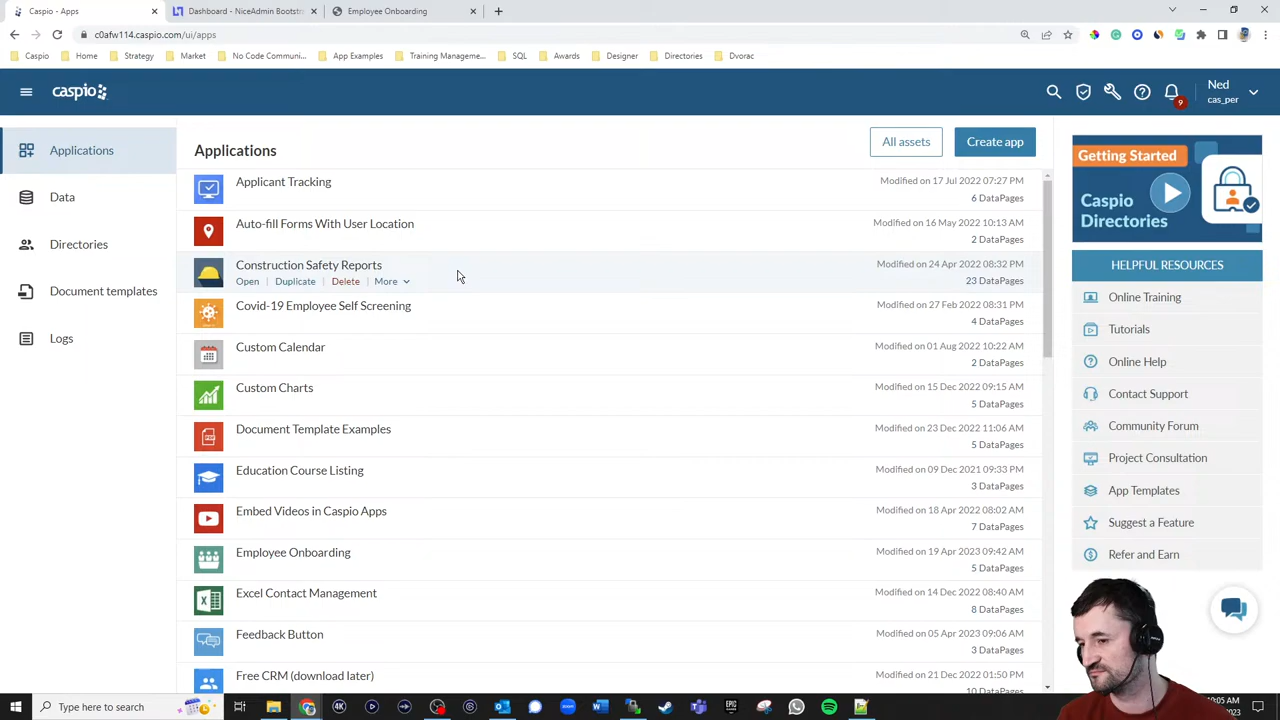 Caspio - Apps
Dashboard - NiceAdmin Bootstr
Employee Onboarding
c0afw114.caspio.com/ui/apps
Caspio
Home
Strategy
Market
No Code Communi...
App Examples
Training Manageme...
SQL
Awards
Designer
Directories
Dvorac
caspio
9
Ned
cas_per
Applications
Data
Directories
Document templates
Logs
Applications
All assets
Create app
Applicant Tracking
Modified on 17 Jul 2022 07:27 PM
6 DataPages
Auto-fill Forms With User Location
Modified on 16 May 2022 10:13 AM
2 DataPages
Construction Safety Reports
Modified on 24 Apr 2022 08:32 PM
Open | Duplicate | Delete | More
23 DataPages
Covid-19 Employee Self Screening
Modified on 27 Feb 2022 08:31 PM
4 DataPages
Custom Calendar
Modified on 01 Aug 2022 10:22 AM
2 DataPages
Custom Charts
Modified on 15 Dec 2022 09:15 AM
5 DataPages
Document Template Examples
Modified on 23 Dec 2022 11:06 AM
5 DataPages
Education Course Listing
Modified on 09 Dec 2021 09:33 PM
3 DataPages
Embed Videos in Caspio Apps
Modified on 18 Apr 2022 08:02 AM
7 DataPages
Employee Onboarding
Modified on 19 Apr 2023 09:42 AM
5 DataPages
Excel Contact Management
Modified on 14 Dec 2022 08:40 AM
8 DataPages
Feedback Button
Modified on 05 Apr 2023 09:06 AM
3 DataPages
Free CRM (download later)
Modified on 21 Dec 2022 01:50 PM
10 DataPages
Getting Started
Caspio
Directories
HELPFUL RESOURCES
Online Training
Tutorials
Online Help
Contact Support
Community Forum
Project Consultation
App Templates
Suggest a Feature
Refer and Earn
Type here to search
4K
EPIC